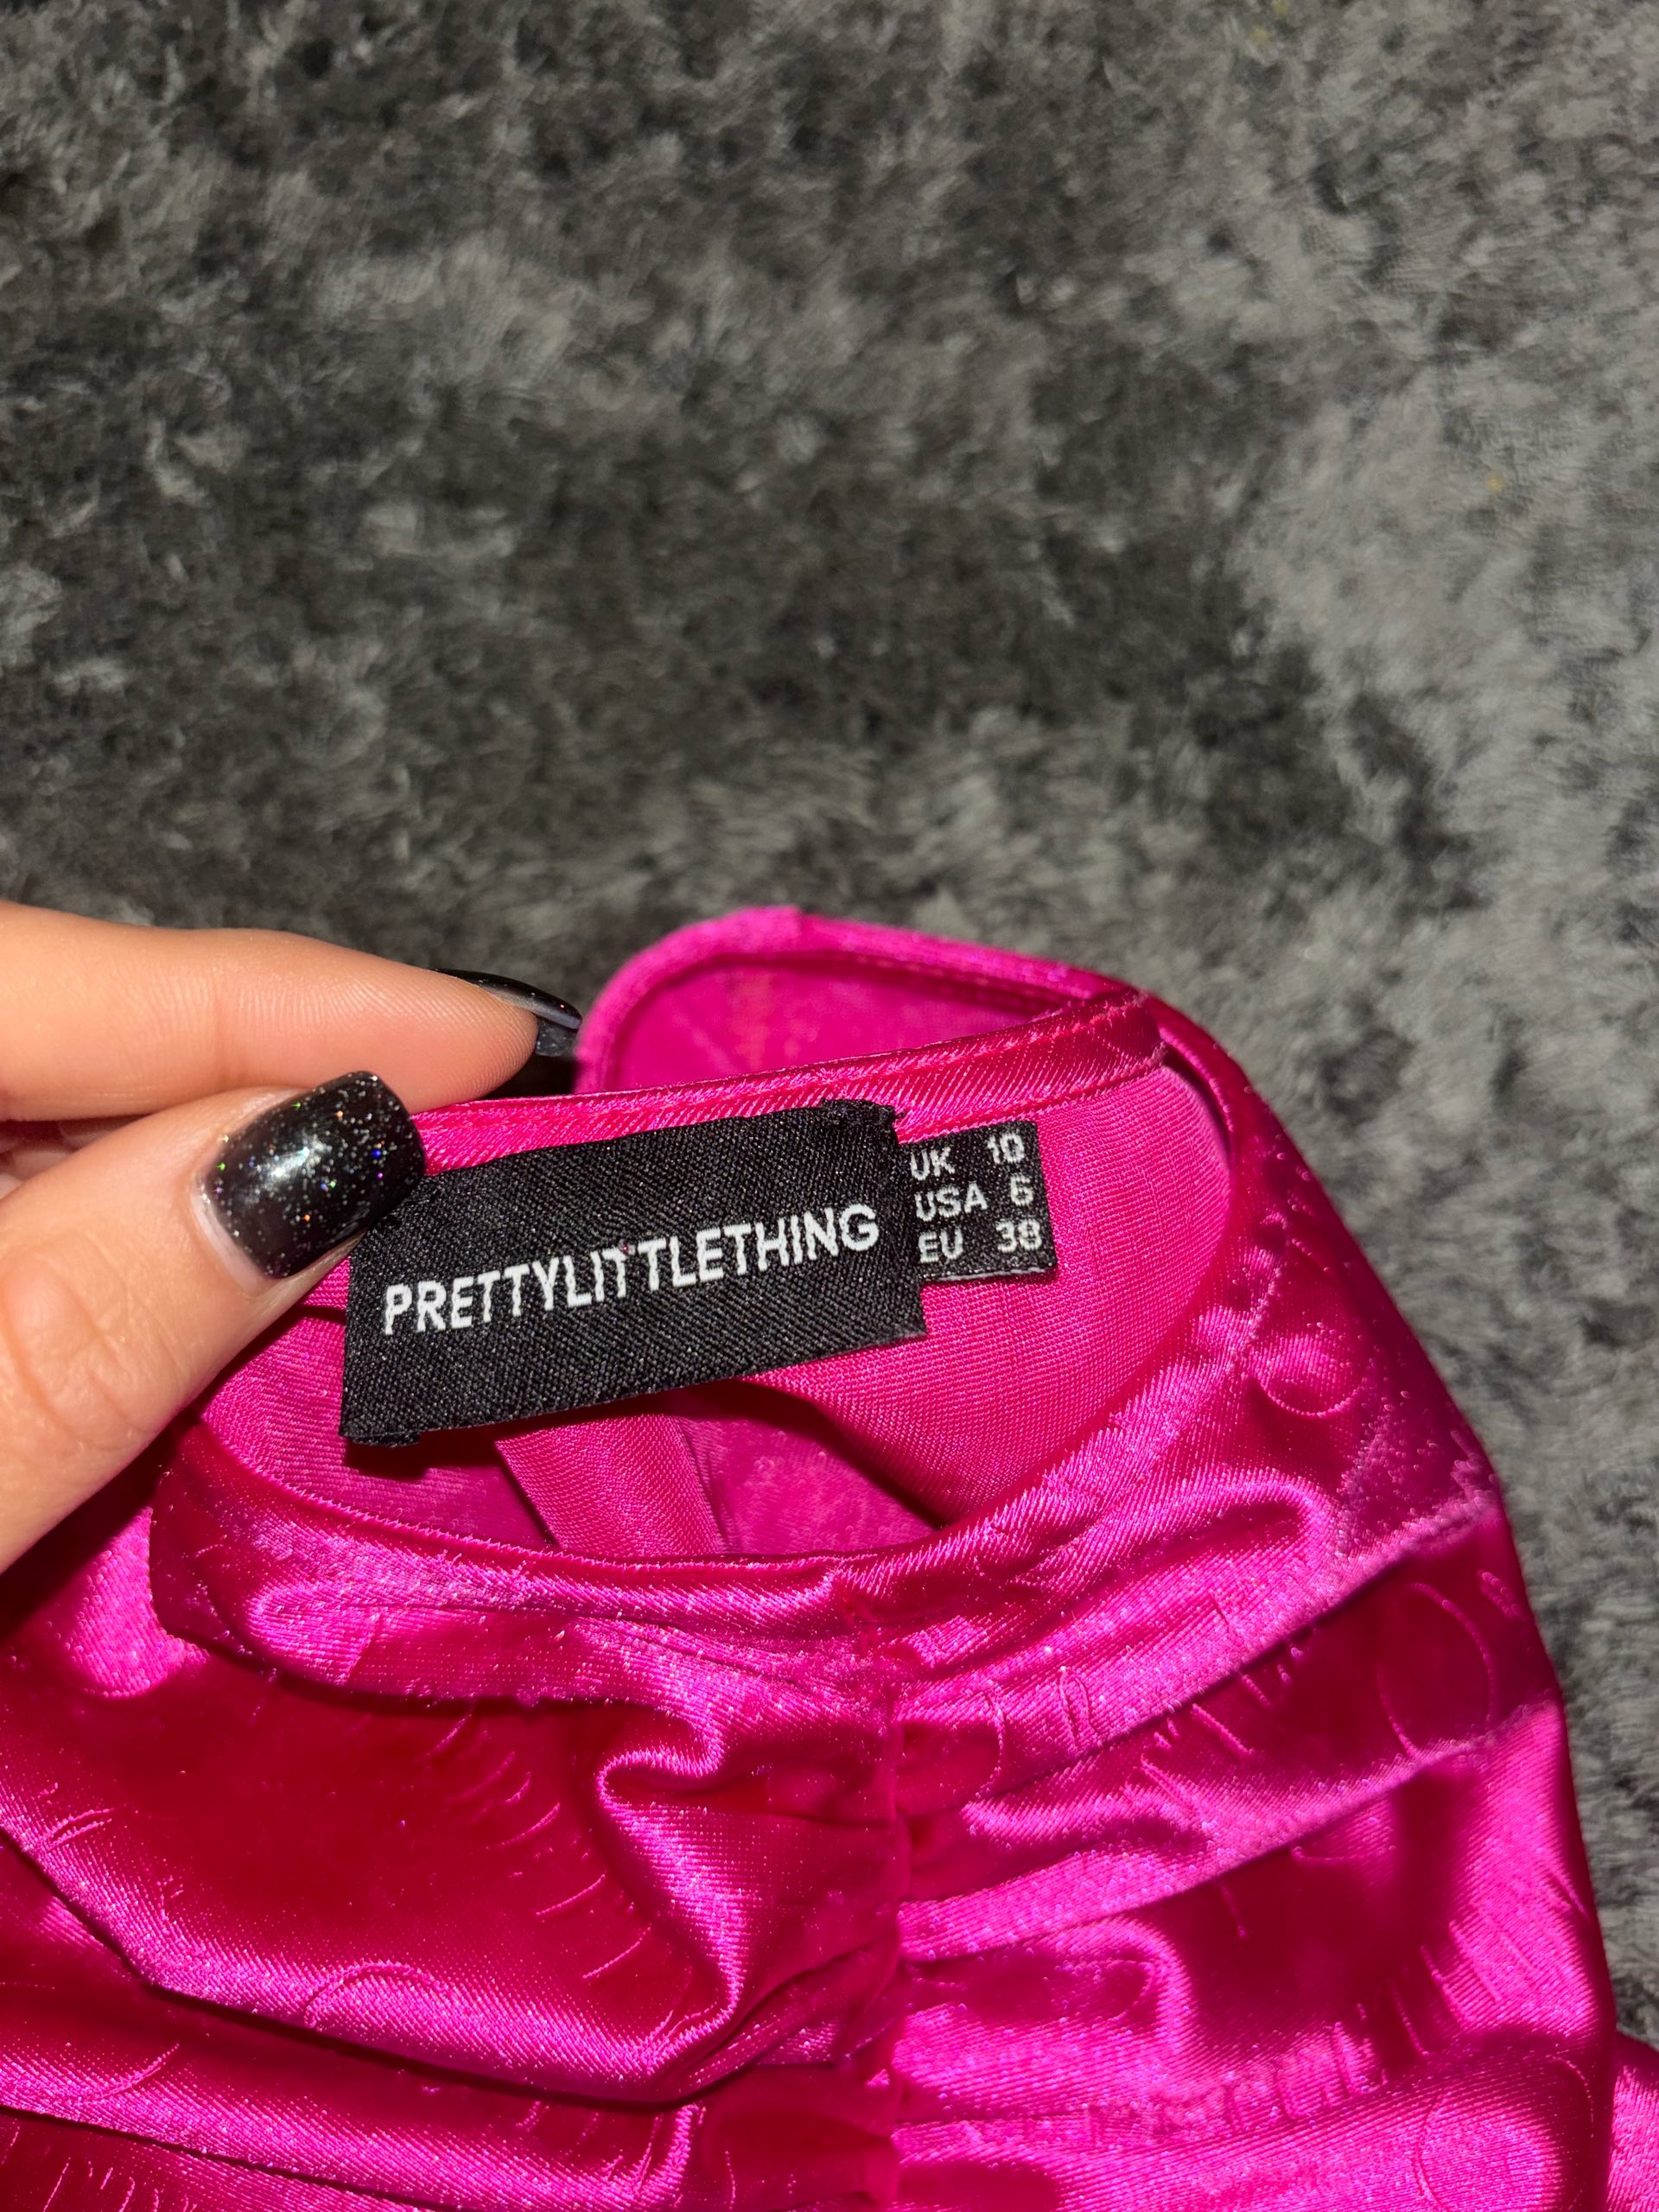 PRETTYLITTLETHING
UK 10
USA 6
EU 38